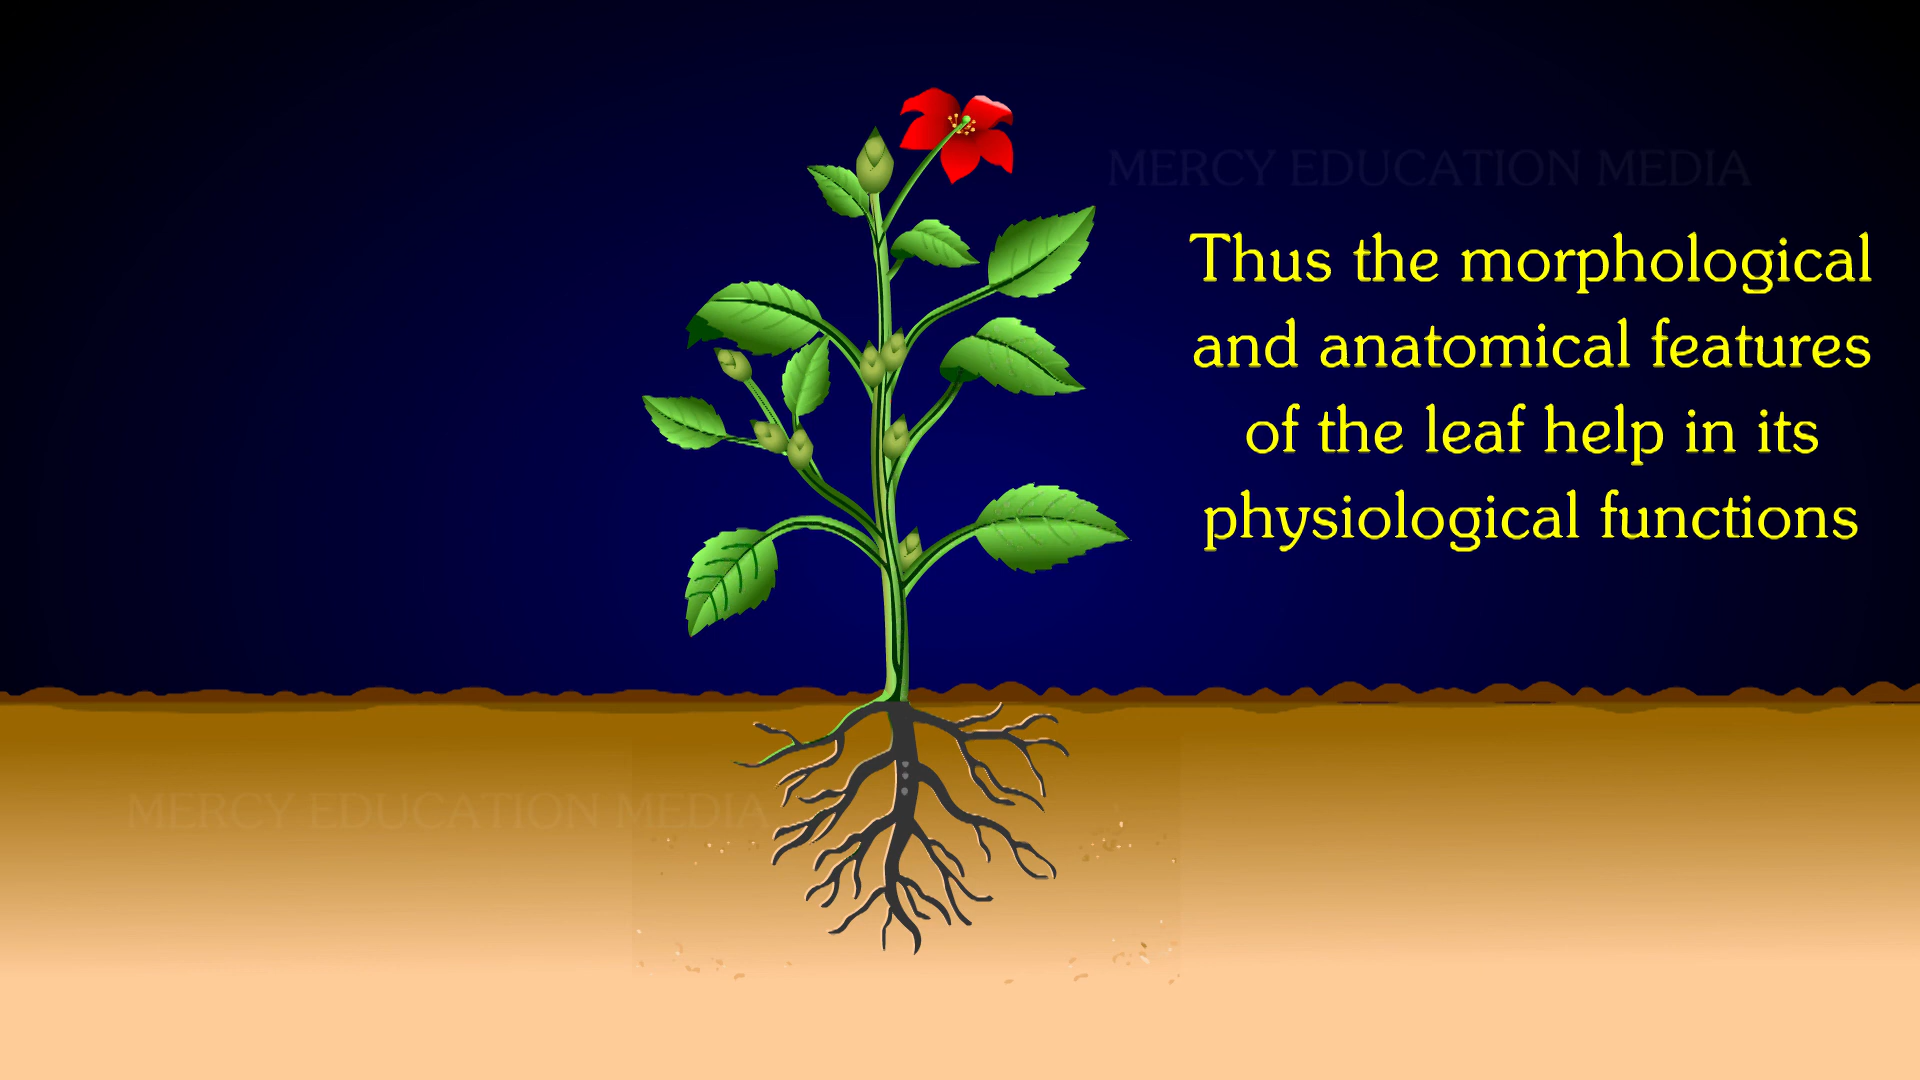 MERCY EDUCATION MEDIA
Thus the morphological
and anatomical features
of the leaf help in its
physiological functions
MERCY EDUCATION MEDIA